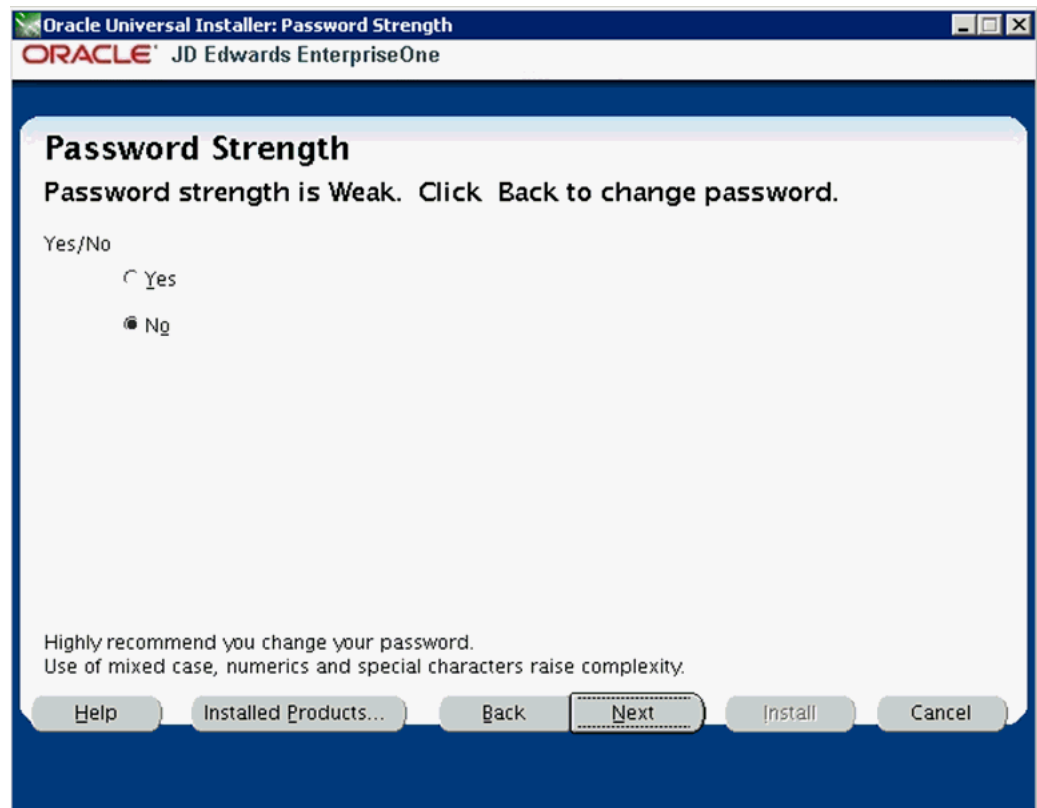 Oracle Universal Installer: Password Strength
ORACLE JD Edwards EnterpriseOne
Password Strength
Password strength is Weak. Click Back to change password.
Yes/No
Yes
No
Highly recommend you change your password.
Use of mixed case, numerics and special characters raise complexity.
Help Installed Products... Back Next Install Cancel